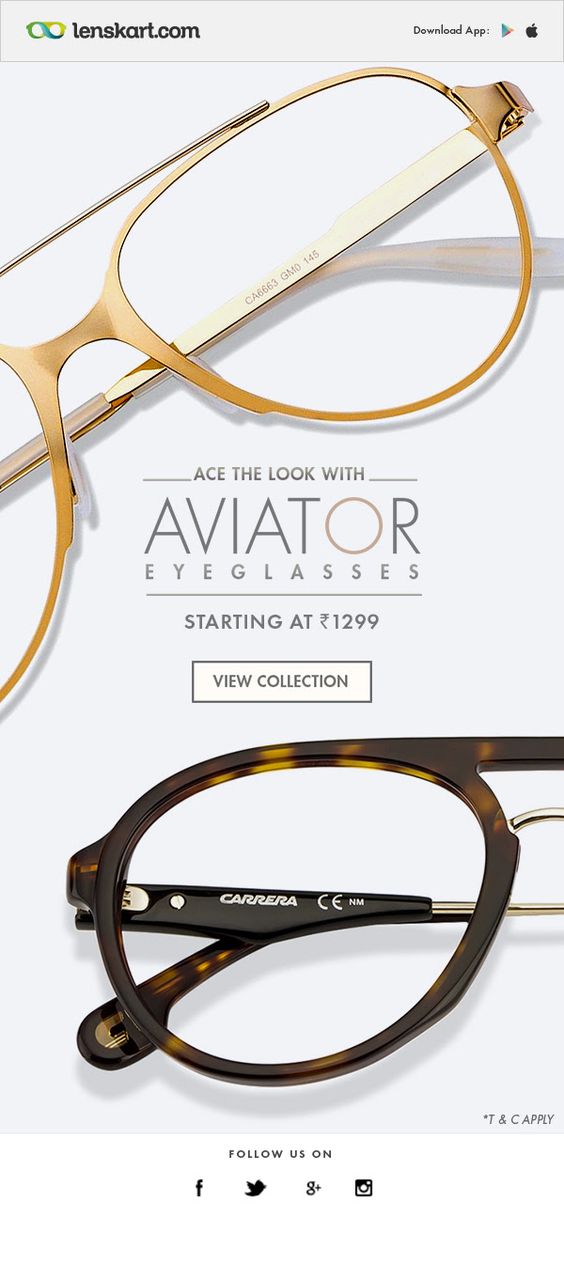 lenskart.com
Download App:
CA6663 GM0 145
ACE THE LOOK WITH
AVIATOR
EYEGLASSES
STARTING AT ₹1299
VIEW COLLECTION
CARRERA CE NM
*T & C APPLY
FOLLOW US ON
f g+